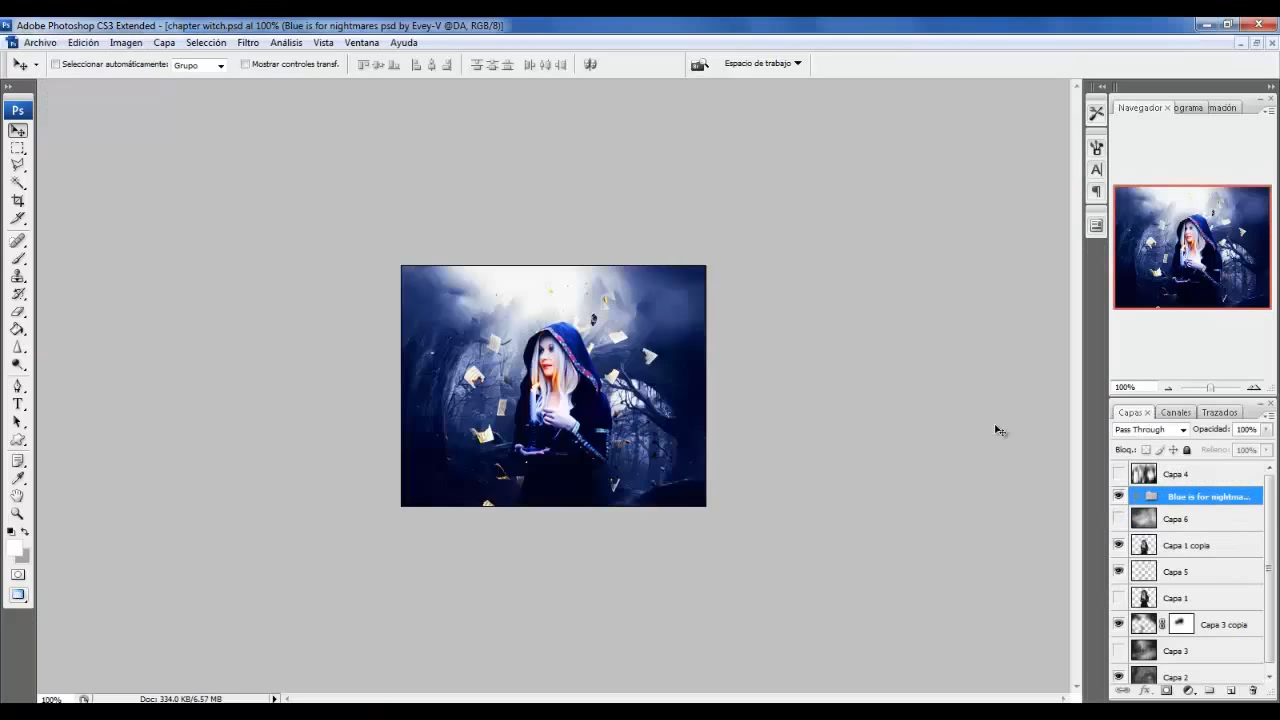 Adobe Photoshop CS3 Extended - [chapter witch.psd al 100% (Blue is for nightmares psd by Evey-V @DA, RGB/8)]
Archivo Edición Imagen Capa Selección Filtro Análisis Vista Ventana Ayuda
Seleccionar automáticamente: Grupo Mostrar controles transf. Espacio de trabajo
Ps
Navegador ograma mación
100%
Capas Canales Trazados
Pass Through Opacidad: 100%
Bloq.: Relleno: 100%
Capa 4
Blue is for nightma...
Capa 6
Capa 1 copia
Capa 5
Capa 1
Capa 3 copia
Capa 3
Capa 2
100% Doc: 334.0 KB/6.57 MB